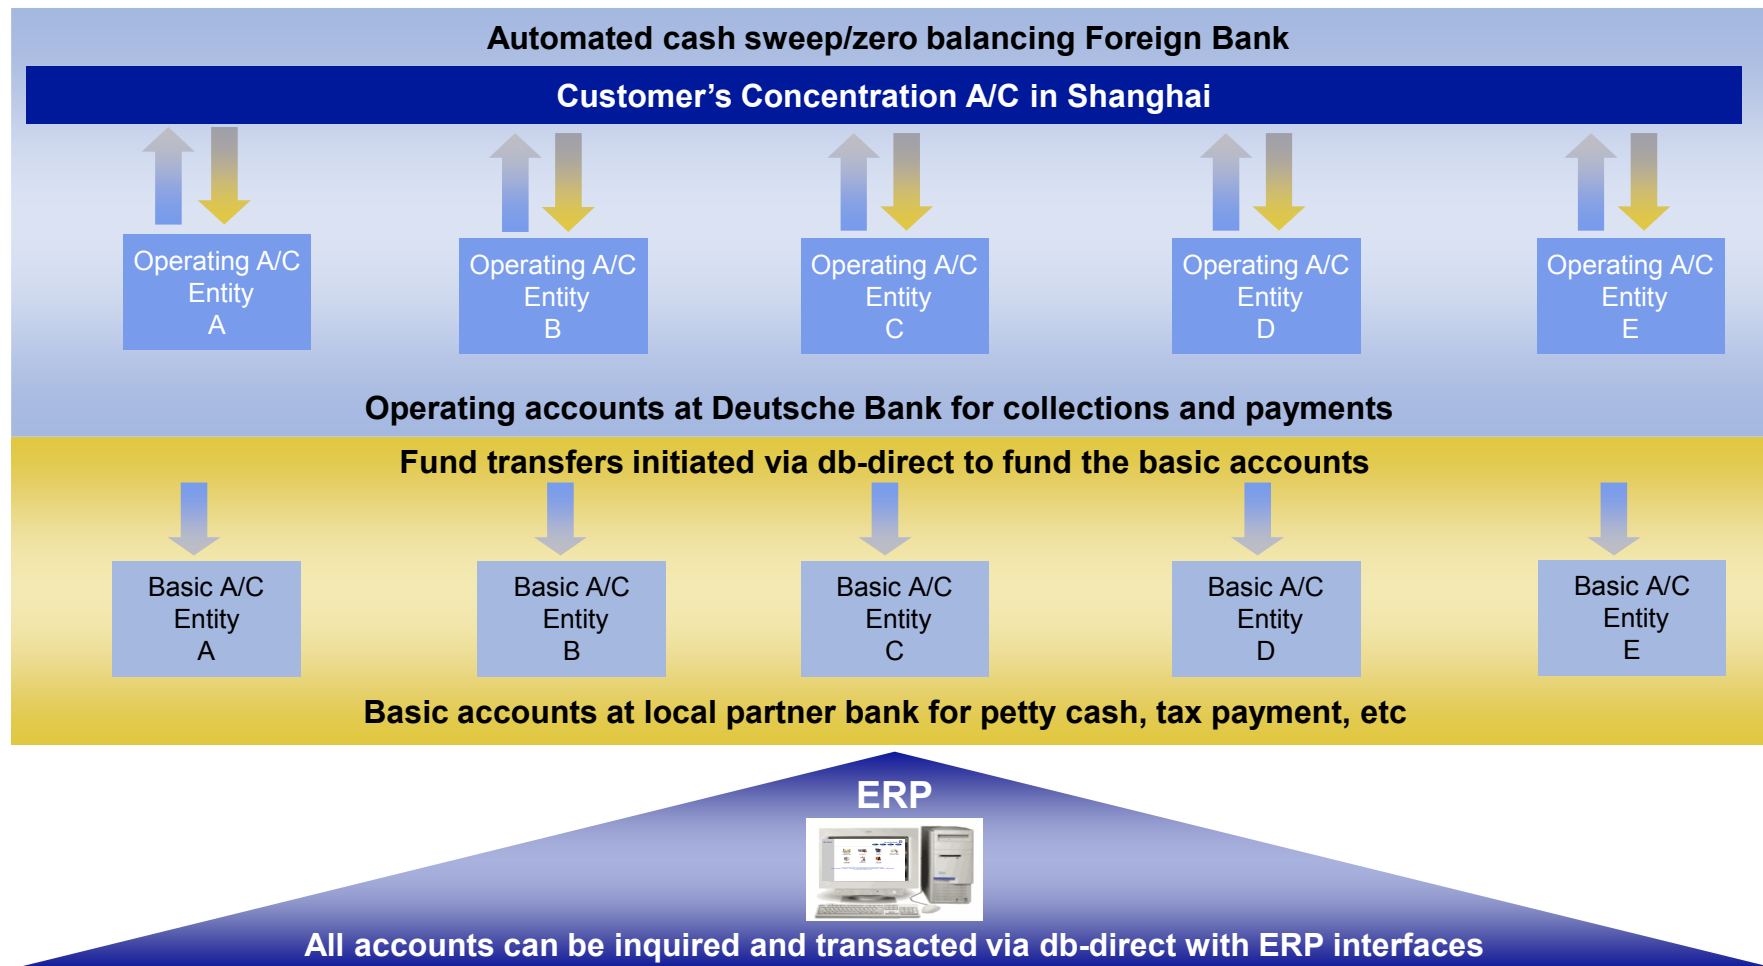 Automated cash sweep/zero balancing Foreign Bank
Customer’s Concentration A/C in Shanghai
Operating A/C
Entity
A
Operating A/C
Entity
B
Operating A/C
Entity
C
Operating A/C
Entity
D
Operating A/C
Entity
E
Operating accounts at Deutsche Bank for collections and payments
Fund transfers initiated via db-direct to fund the basic accounts
Basic A/C
Entity
A
Basic A/C
Entity
B
Basic A/C
Entity
C
Basic A/C
Entity
D
Basic A/C
Entity
E
Basic accounts at local partner bank for petty cash, tax payment, etc
ERP
All accounts can be inquired and transacted via db-direct with ERP interfaces